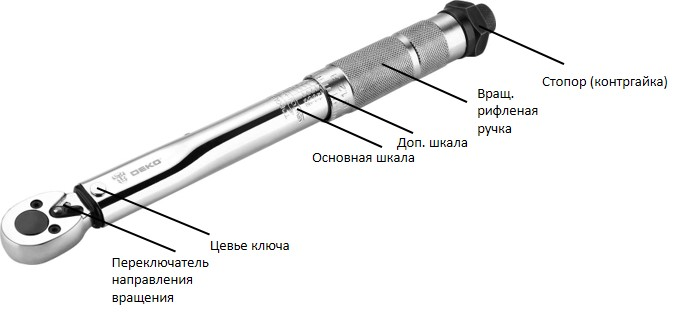 Стопор (контргайка)
Вращ.
рифленая
ручка
Доп. шкала
Основная шкала
DEKO
Цевье ключа
Переключатель
направления
вращения